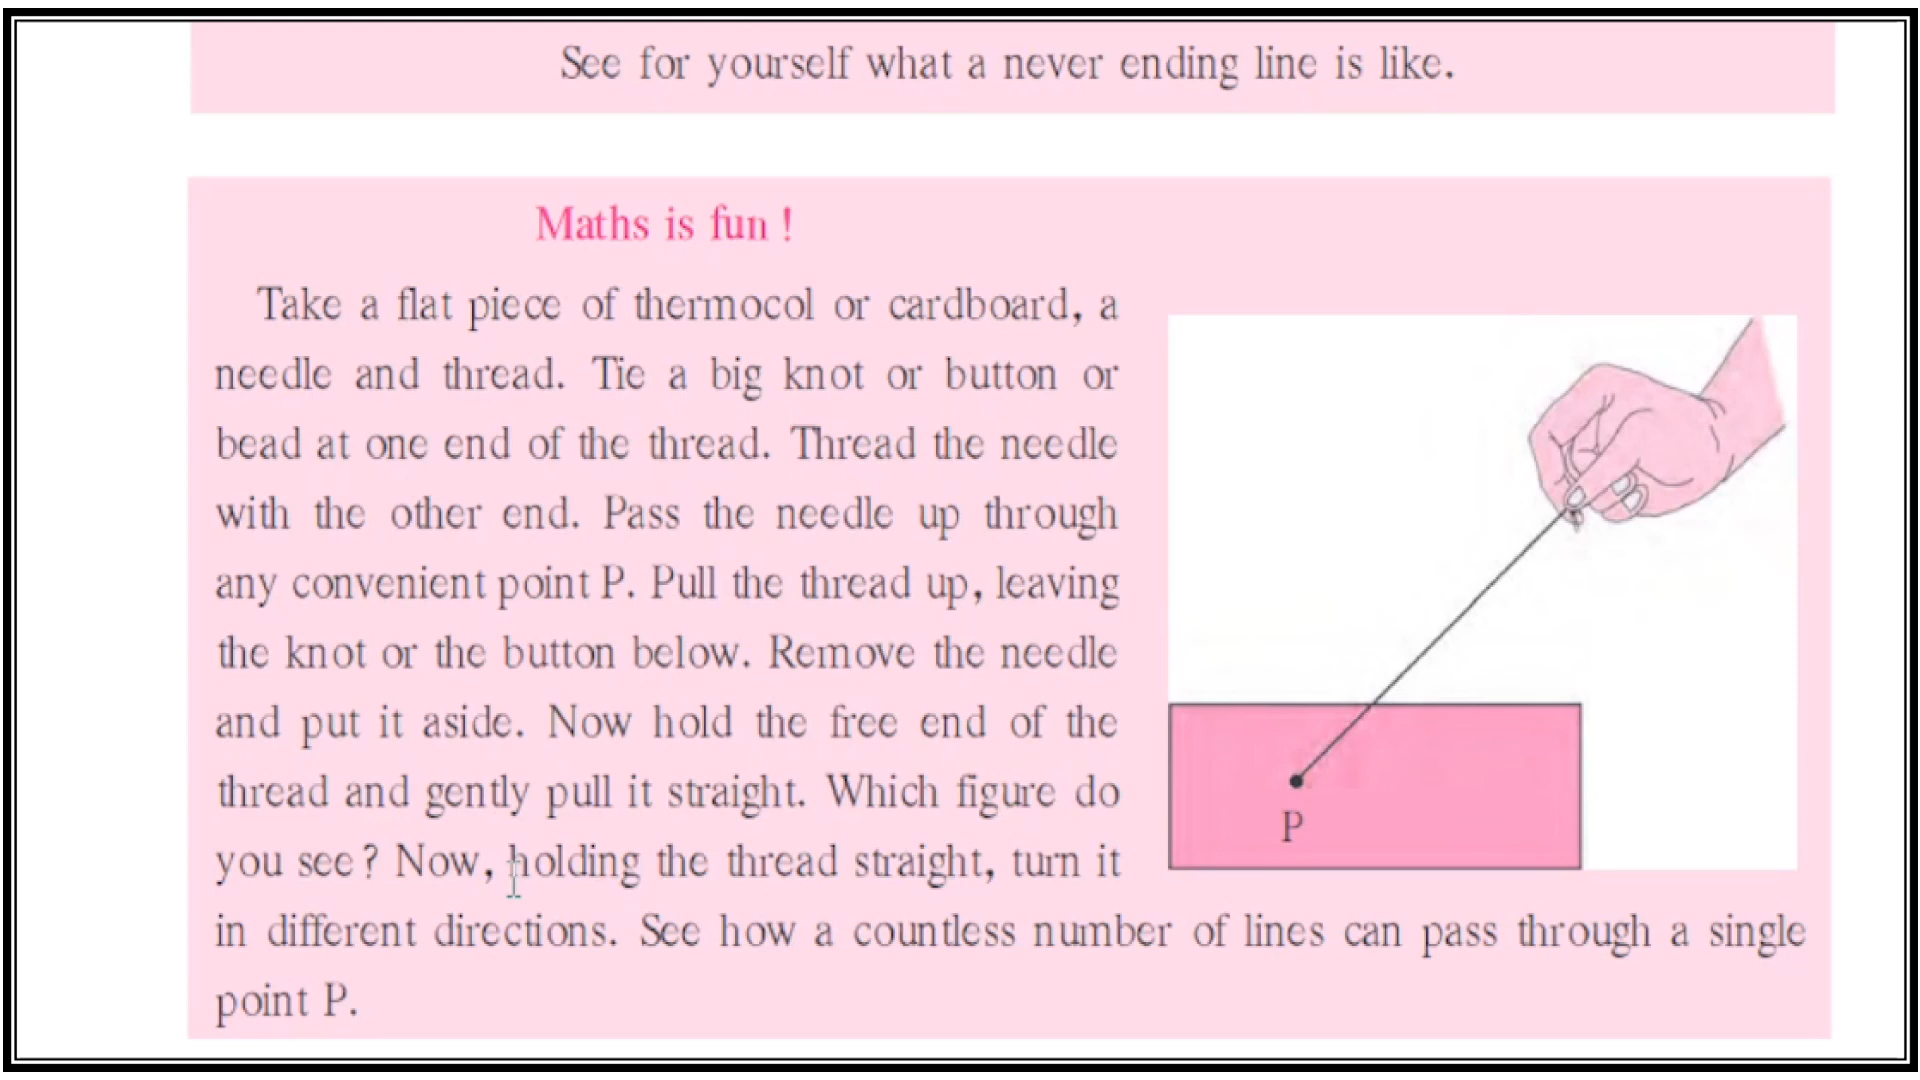 See for yourself what a never ending line is like.
Maths is fun !
Take a flat piece of thermocol or cardboard, a
needle and thread. Tie a big knot or button or
bead at one end of the thread. Thread the needle
with the other end. Pass the needle up through
any convenient point P. Pull the thread up, leaving
the knot or the button below. Remove the needle
and put it aside. Now hold the free end of the
thread and gently pull it straight. Which figure do
you see? Now, holding the thread straight, turn it
in different directions. See how a countless number of lines can pass through a single
point P.
P